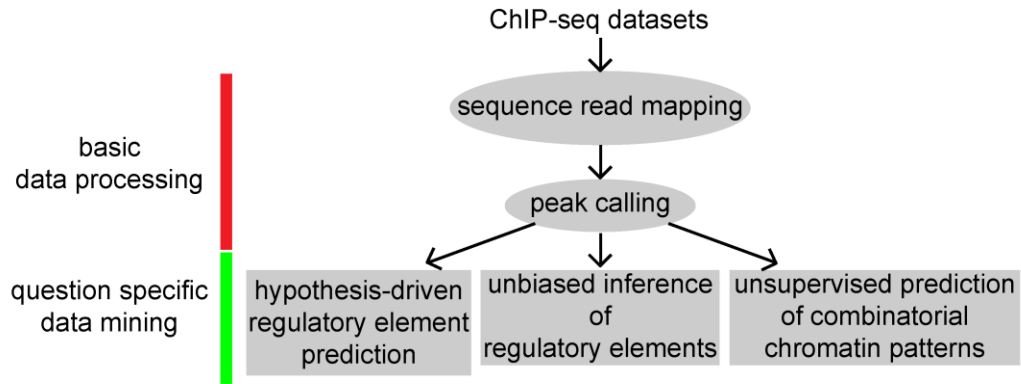 ChIP-seq datasets
sequence read mapping
basic
data processing
peak calling
question specific
data mining
hypothesis-driven
regulatory element
prediction
unbiased inference
of
regulatory elements
unsupervised prediction
of combinatorial
chromatin patterns